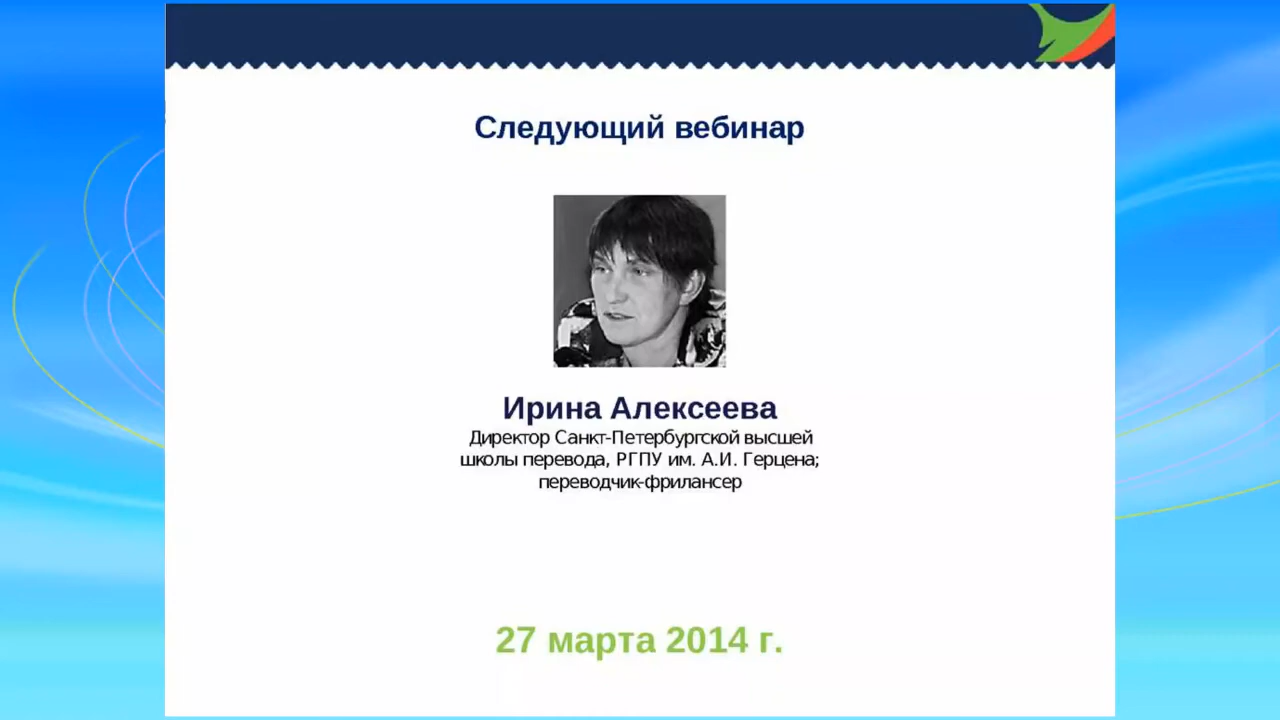 Следующий вебинар
Ирина Алексеева
Директор Санкт-Петербургской высшей
школы перевода, РГПУ им. А.И. Герцена;
переводчик-фрилансер
27 марта 2014 г.